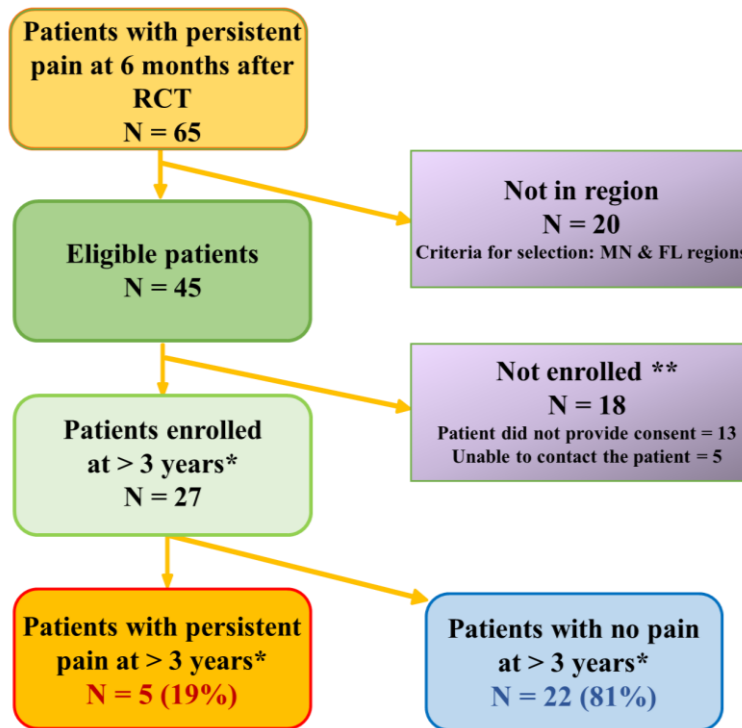 Patients with persistent
pain at 6 months after
RCT
N = 65
Not in region
N = 20
Criteria for selection: MN & FL regions
Eligible patients
N = 45
Not enrolled **
N = 18
Patient did not provide consent = 13
Unable to contact the patient = 5
Patients enrolled
at > 3 years*
N = 27
Patients with persistent
pain at > 3 years*
N = 5 (19%)
Patients with no pain
at > 3 years*
N = 22 (81%)